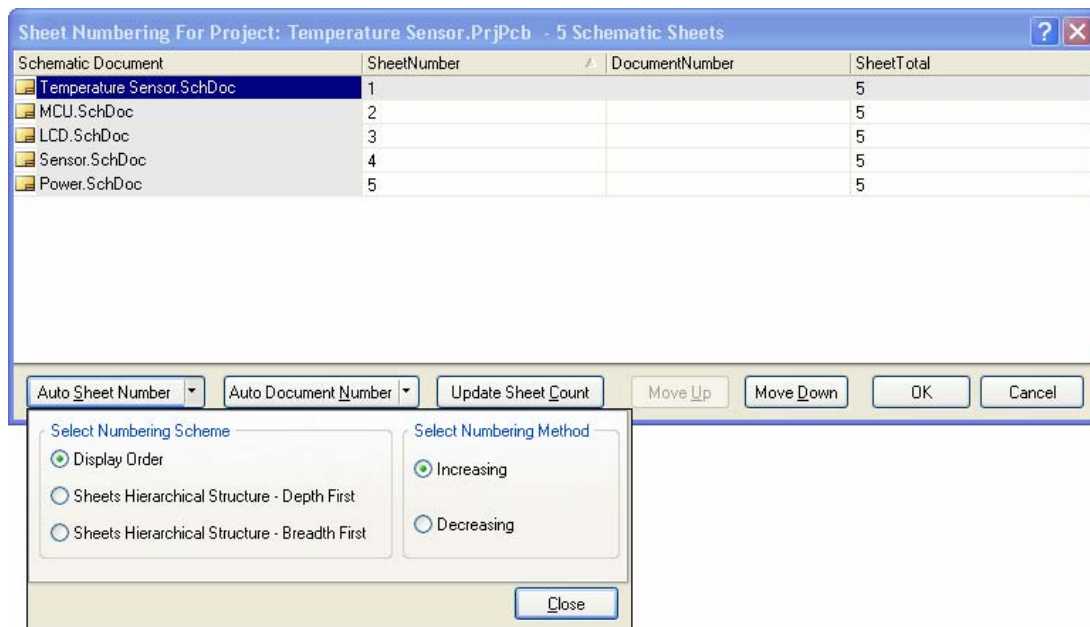 Sheet Numbering For Project: Temperature Sensor.PrjPcb - 5 Schematic Sheets
Schematic Document SheetNumber DocumentNumber SheetTotal
Temperature Sensor.SchDoc 1 5
MCU.SchDoc 2 5
LCD.SchDoc 3 5
Sensor.SchDoc 4 5
Power.SchDoc 5 5
Auto Sheet Number Auto Document Number Update Sheet Count Move Up Move Down OK Cancel
Select Numbering Scheme
Display Order
Sheets Hierarchical Structure - Depth First
Sheets Hierarchical Structure - Breadth First
Select Numbering Method
Increasing
Decreasing
Close